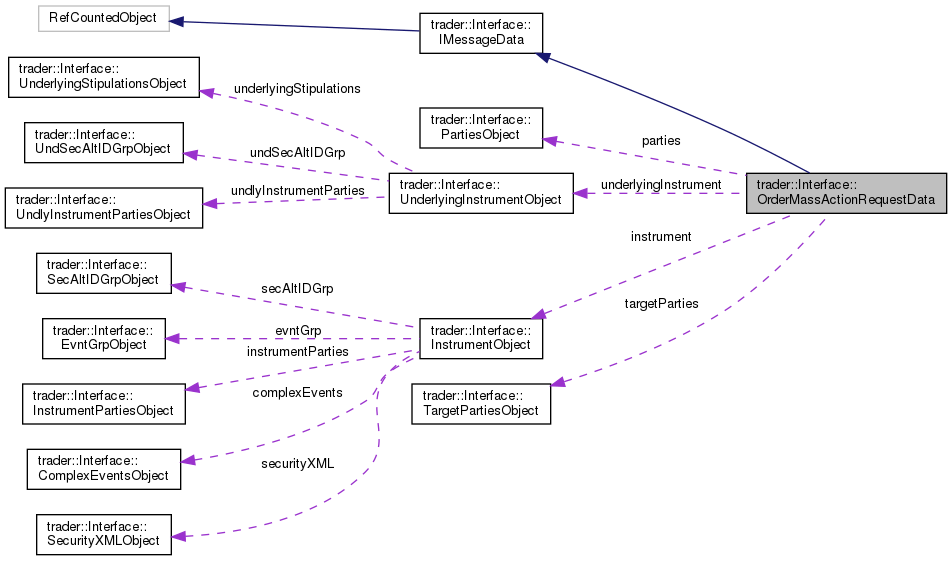 RefCountedObject
trader::Interface::
IMessageData
trader::Interface::
UnderlyingStipulationsObject
underlyingStipulations
trader::Interface::
PartiesObject
parties
trader::Interface::
UndSecAltIDGrpObject
undSecAltIDGrp
trader::Interface::
UndlyInstrumentPartiesObject
undlyInstrumentParties
trader::Interface::
UnderlyingInstrumentObject
underlyingInstrument
trader::Interface::
OrderMassActionRequestData
instrument
trader::Interface::
SecAltIDGrpObject
secAltIDGrp
targetParties
trader::Interface::
EvntGrpObject
evntGrp
trader::Interface::
InstrumentObject
instrumentParties
trader::Interface::
InstrumentPartiesObject
complexEvents
trader::Interface::
TargetPartiesObject
trader::Interface::
ComplexEventsObject
securityXML
trader::Interface::
SecurityXMLObject